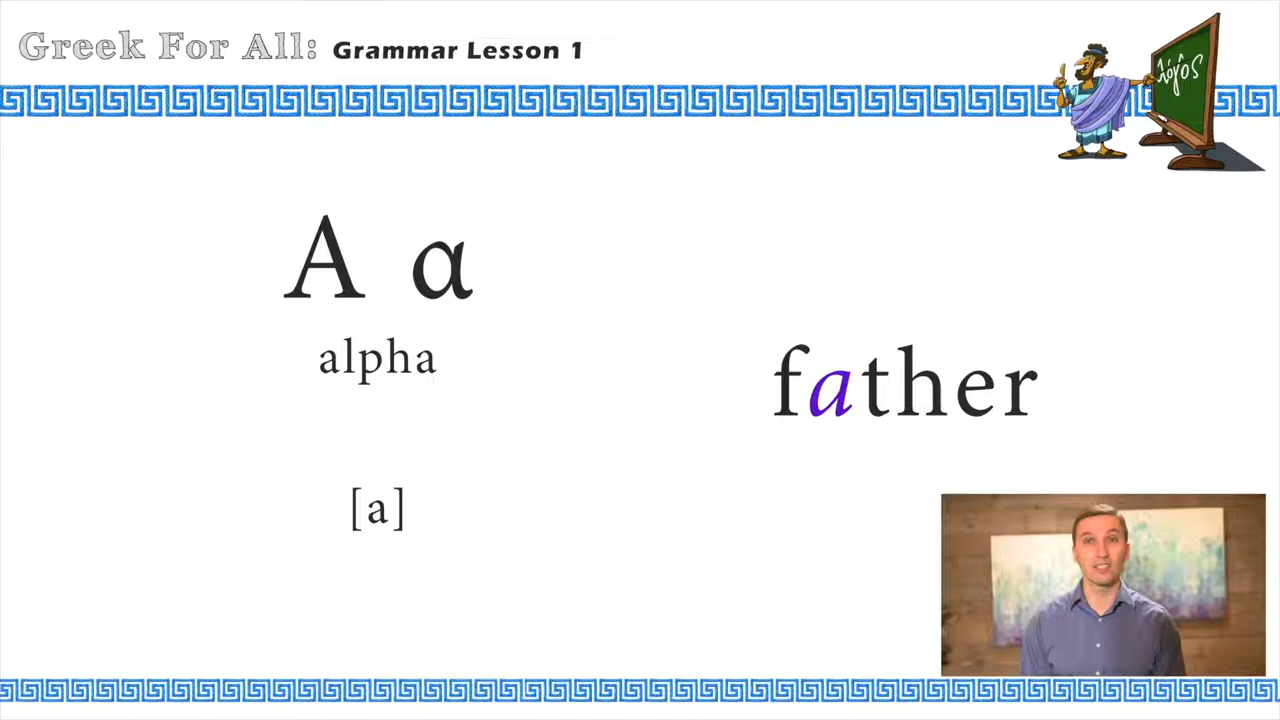 Greek For All: Grammar Lesson 1
λόγος
Α α
alpha
father
[a]